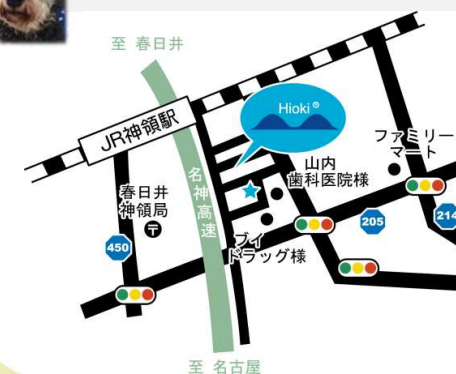 至 春日井
Hioki®
JR神領駅
ファミリー
マート
山内
歯科医院様
春日井
神領局
〒
名神高速
ブイ
ドラッグ様
450
205
214
至 名古屋